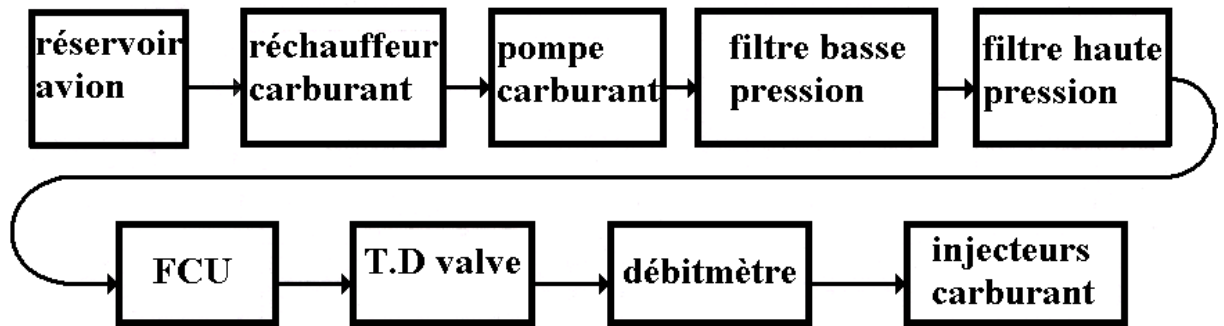 réservoir
avion
réchauffeur
carburant
pompe
carburant
filtre basse
pression
filtre haute
pression
FCU
T.D valve
débitmètre
injecteurs
carburant